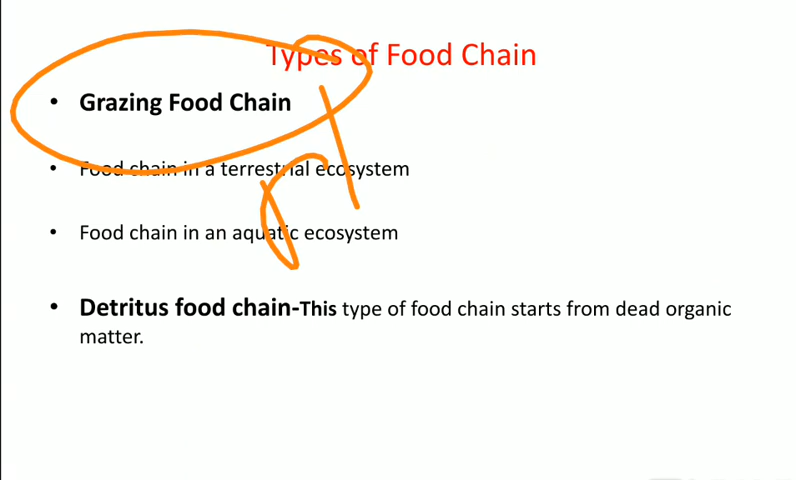 Types of Food Chain
• Grazing Food Chain
• Food chain in a terrestrial ecosystem
• Food chain in an aquatic ecosystem
• Detritus food chain-This type of food chain starts from dead organic
matter.